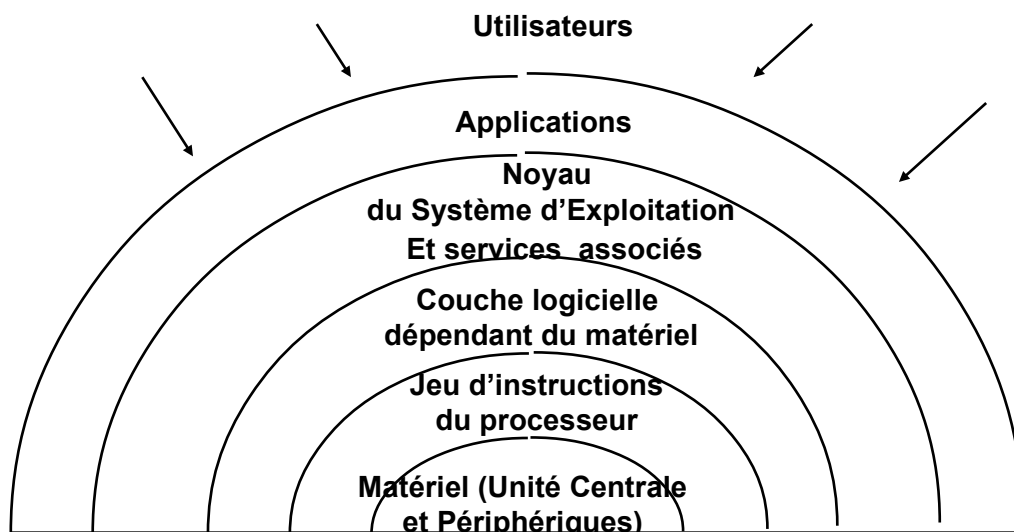 Utilisateurs
Applications
Noyau
du Système d’Exploitation
Et services associés
Couche logicielle
dépendant du matériel
Jeu d’instructions
du processeur
Matériel (Unité Centrale
et Périphériques)